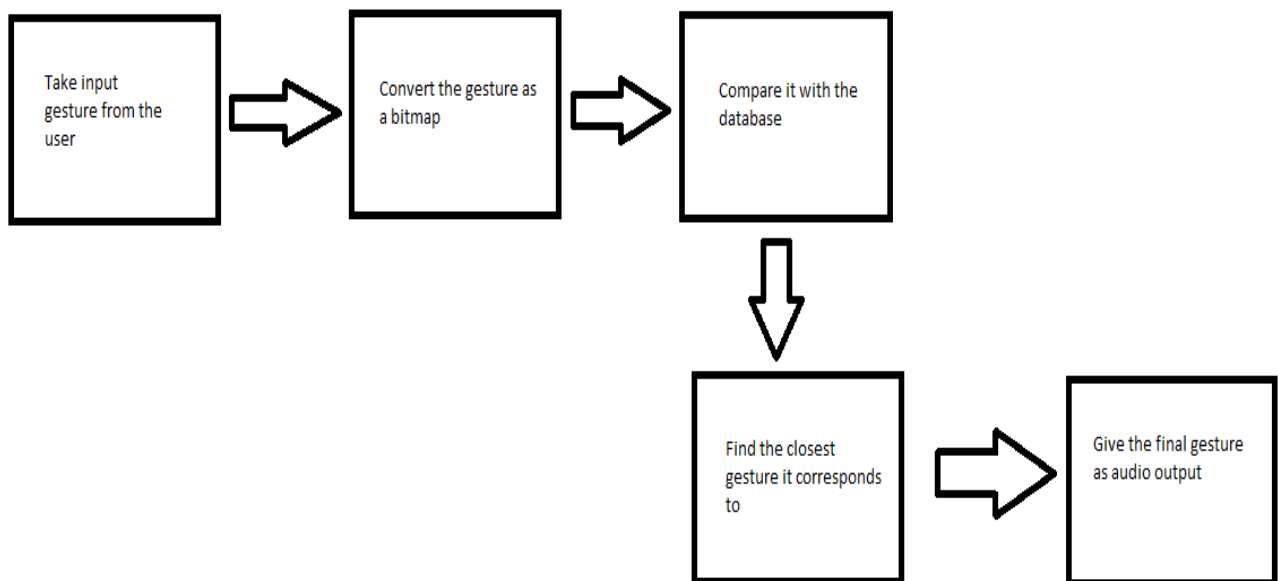 Take input
gesture from the
user
Convert the gesture as
a bitmap
Compare it with the
database
Find the closest
gesture it corresponds
to
Give the final gesture
as audio output